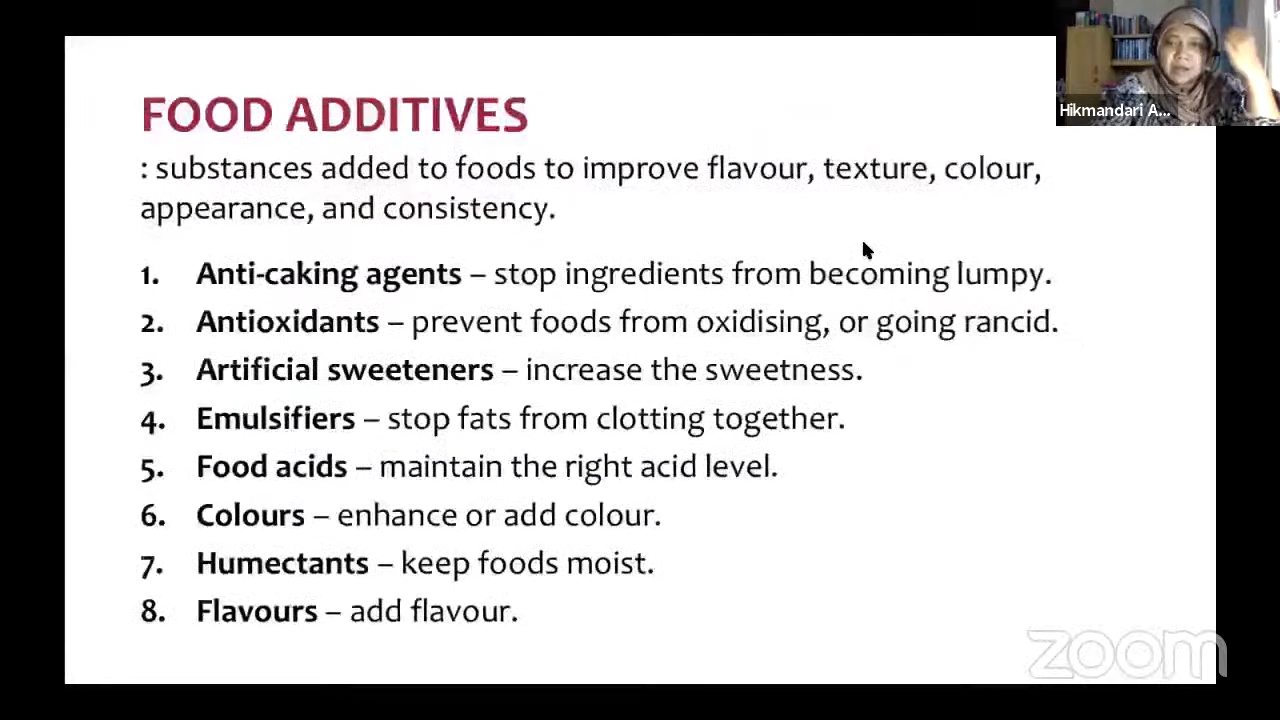 Hikmandari A...
FOOD ADDITIVES
: substances added to foods to improve flavour, texture, colour,
appearance, and consistency.
1. Anti-caking agents – stop ingredients from becoming lumpy.
2. Antioxidants – prevent foods from oxidising, or going rancid.
3. Artificial sweeteners – increase the sweetness.
4. Emulsifiers – stop fats from clotting together.
5. Food acids – maintain the right acid level.
6. Colours – enhance or add colour.
7. Humectants – keep foods moist.
8. Flavours – add flavour.
zoom